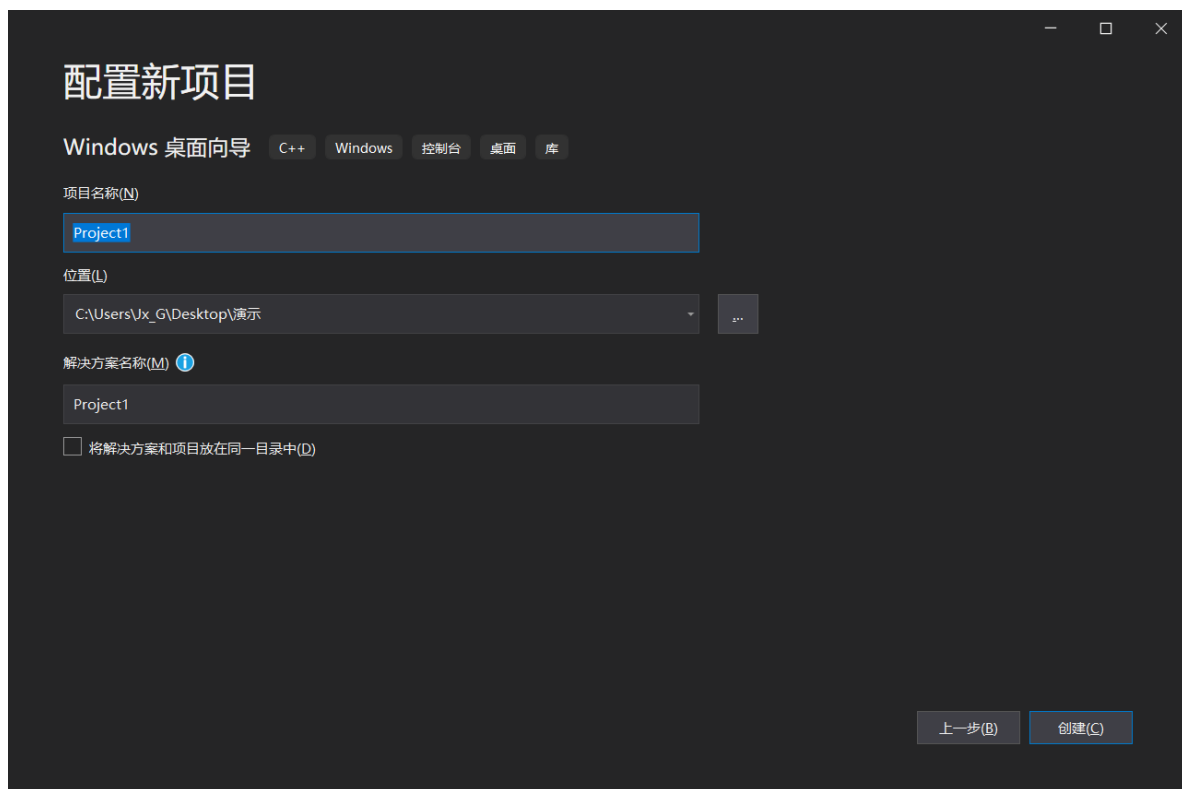 配置新项目
Windows 桌面向导 C++ Windows 控制台 桌面 库
项目名称(N)
Project1
位置(L)
C:\Users\Jx_G\Desktop\演示
...
解决方案名称(M)
Project1
将解决方案和项目放在同一目录中(D)
上一步(B) 创建(C)